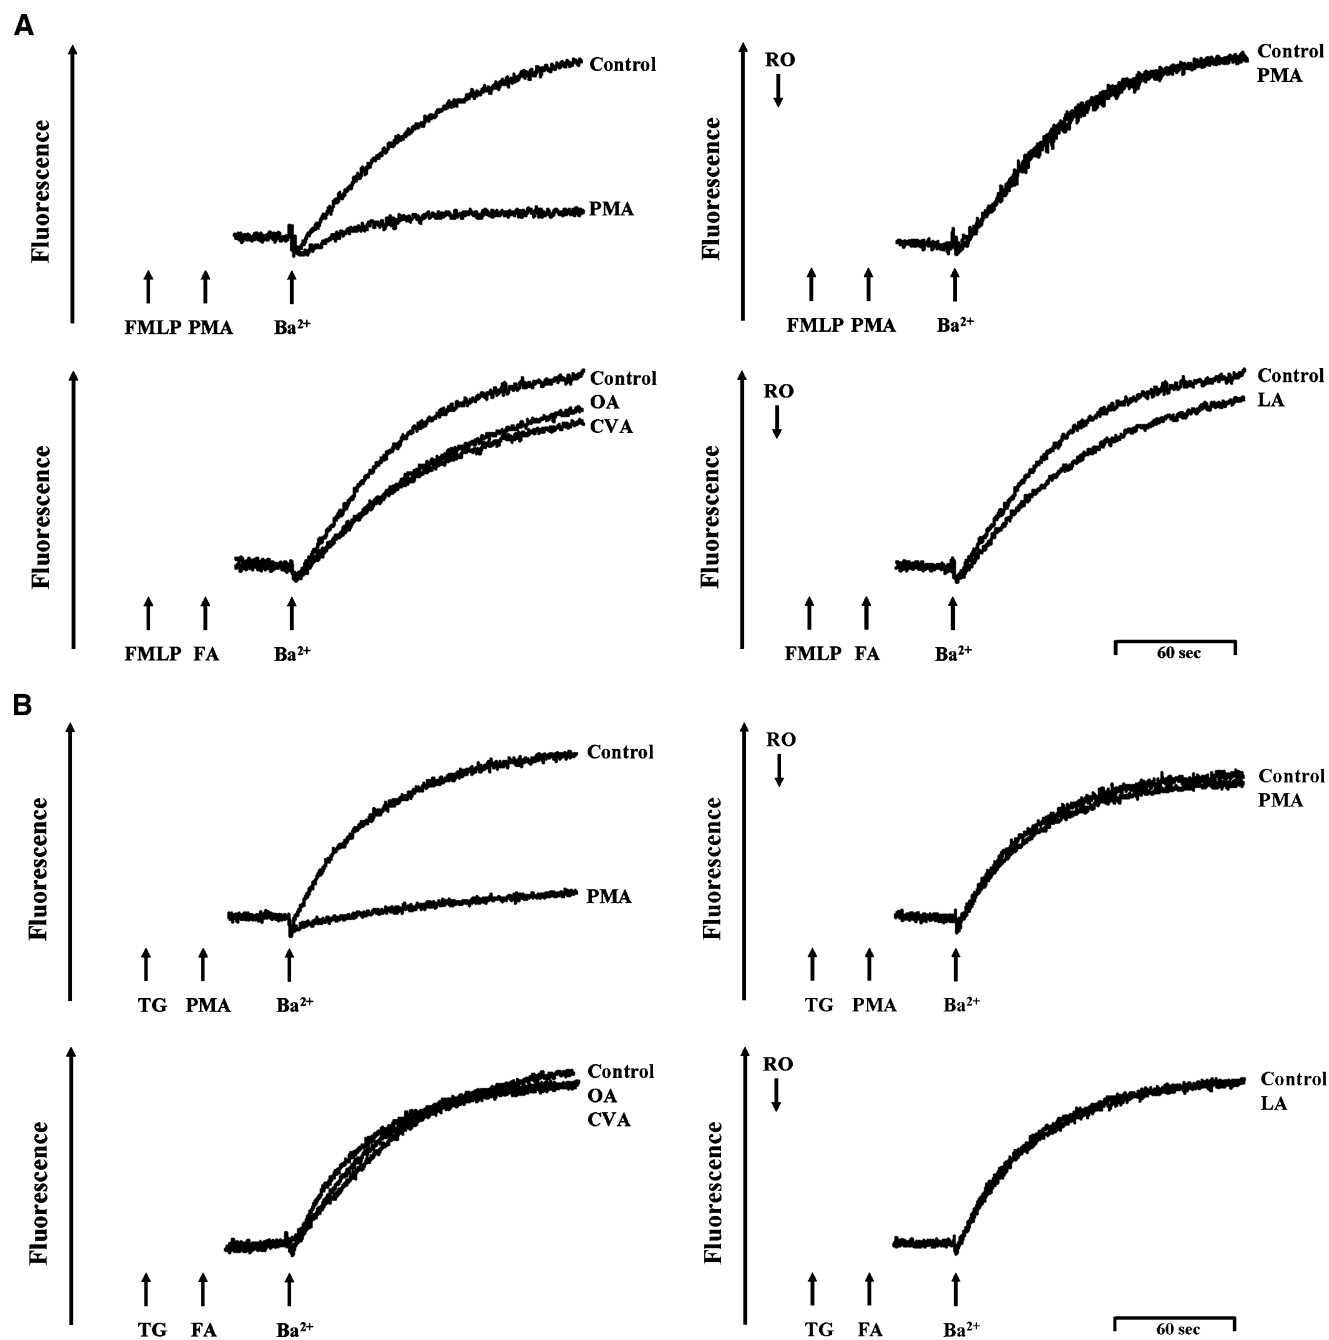 A
Fluorescence
Control
PMA
FMLP PMA Ba²⁺
Fluorescence
RO
Control
PMA
FMLP PMA Ba²⁺
Fluorescence
Control
OA
CVA
FMLP FA Ba²⁺
Fluorescence
RO
Control
LA
FMLP FA Ba²⁺
60 sec
B
Fluorescence
Control
PMA
TG PMA Ba²⁺
Fluorescence
RO
Control
PMA
TG PMA Ba²⁺
Fluorescence
Control
OA
CVA
TG FA Ba²⁺
Fluorescence
RO
Control
LA
TG FA Ba²⁺
60 sec